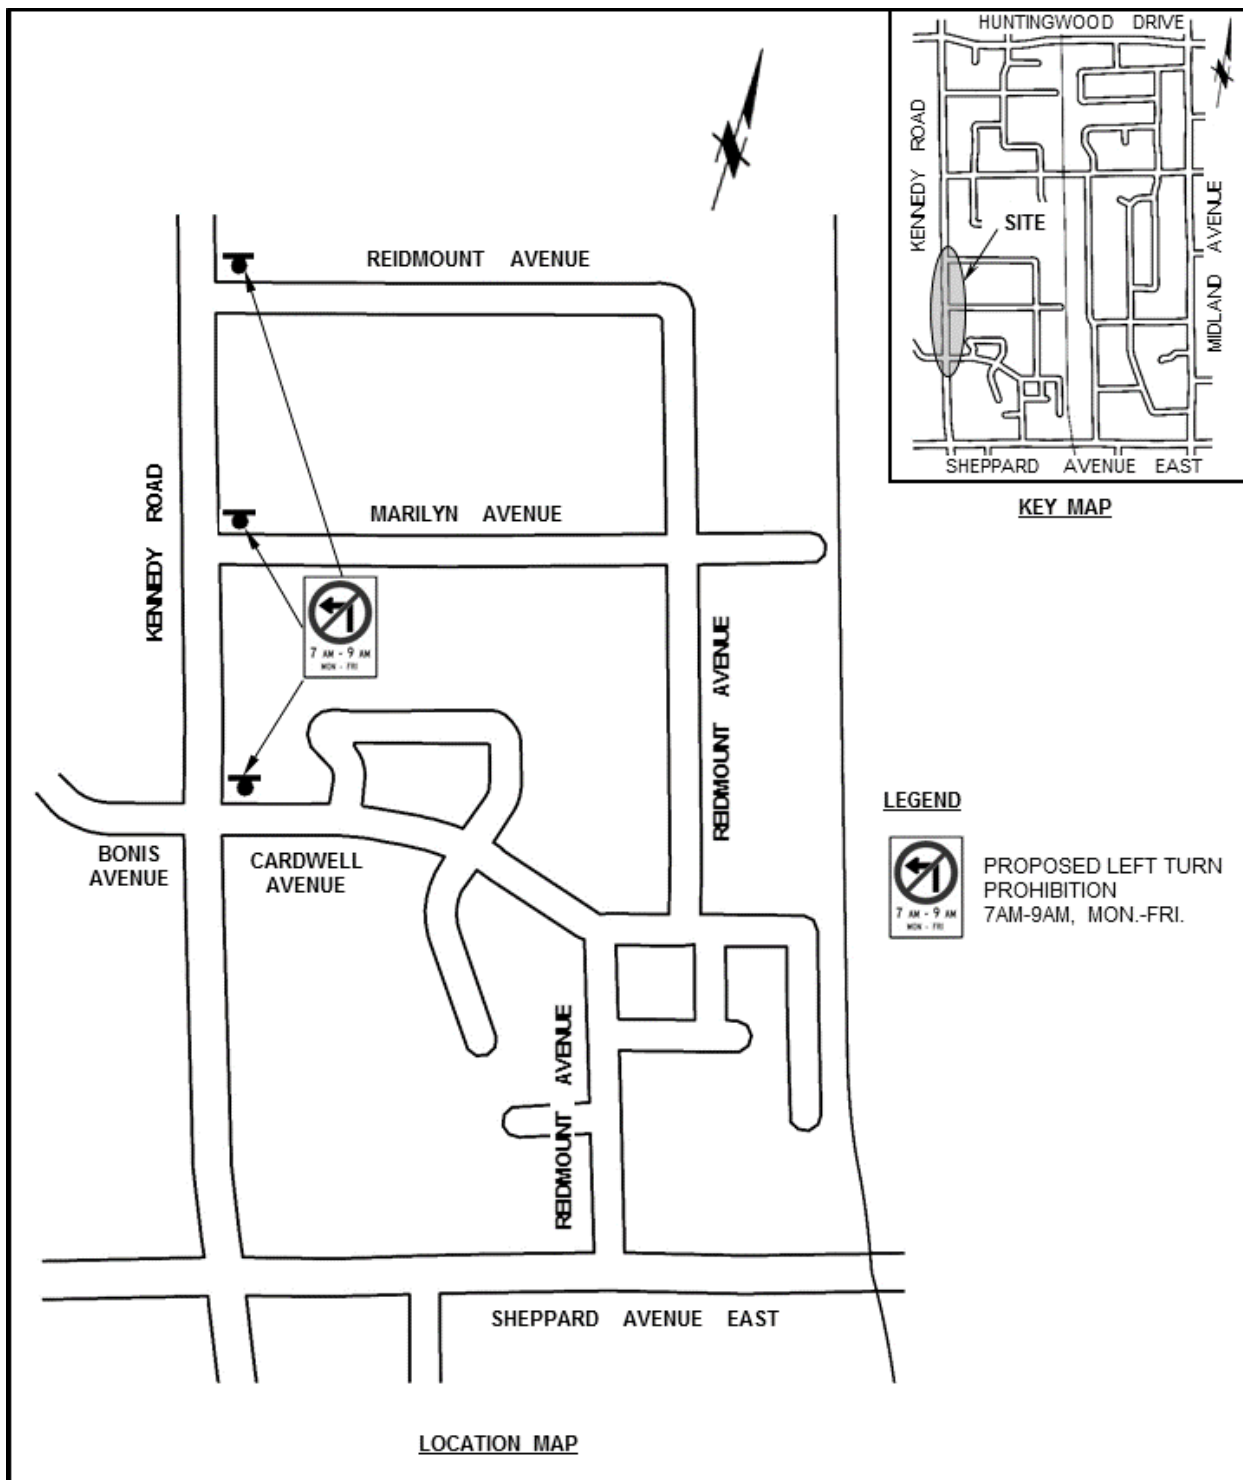 HUNTINGWOOD DRIVE
KENNEDY ROAD
SITE
MIDLAND AVENUE
SHEPPARD AVENUE EAST
KEY MAP
REIDMOUNT AVENUE
MARILYN AVENUE
KENNEDY ROAD
7 AM - 9 AM
MON - FRI
REIDMOUNT AVENUE
BONIS
AVENUE
CARDWELL
AVENUE
LEGEND
7 AM - 9 AM
MON - FRI
PROPOSED LEFT TURN
PROHIBITION
7AM-9AM, MON.-FRI.
REIDMOUNT AVENUE
SHEPPARD AVENUE EAST
LOCATION MAP